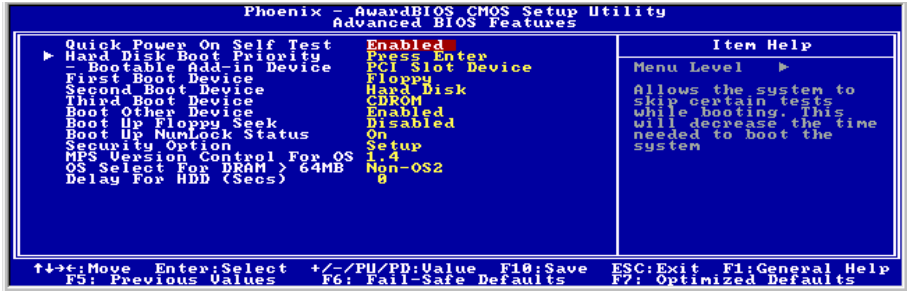 Phoenix - AwardBIOS CMOS Setup Utility
Advanced BIOS Features
Quick Power On Self Test Enabled
► Hard Disk Boot Priority Press Enter
- Bootable Add-in Device PCI Slot Device
First Boot Device Floppy
Second Boot Device Hard Disk
Third Boot Device CDROM
Boot Other Device Enabled
Boot Up Floppy Seek Disabled
Boot Up NumLock Status On
Security Option Setup
MPS Version Control For OS 1.4
OS Select For DRAM > 64MB Non-OS2
Delay For HDD (Secs) 0
Item Help
Menu Level ►
Allows the system to
skip certain tests
while booting. This
will decrease the time
needed to boot the
system
↑↓→←:Move Enter:Select +/-/PU/PD:Value F10:Save ESC:Exit F1:General Help
F5: Previous Values F6: Fail-Safe Defaults F7: Optimized Defaults